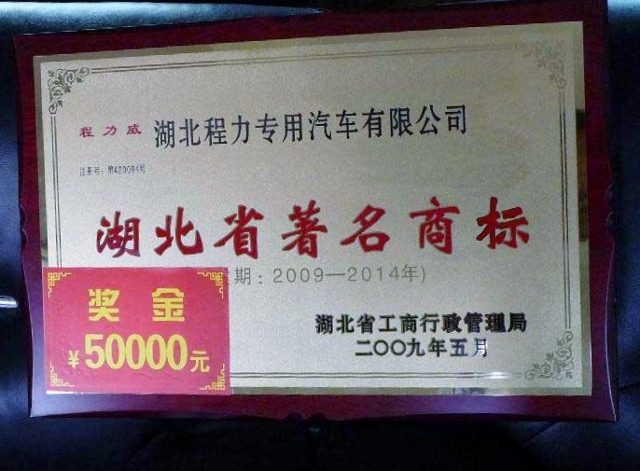 程力威 湖北程力专用汽车有限公司
湖北省著名商标
期：2009—2014年)
奖金
¥50000元
湖北省工商行政管理局
二〇〇九年五月